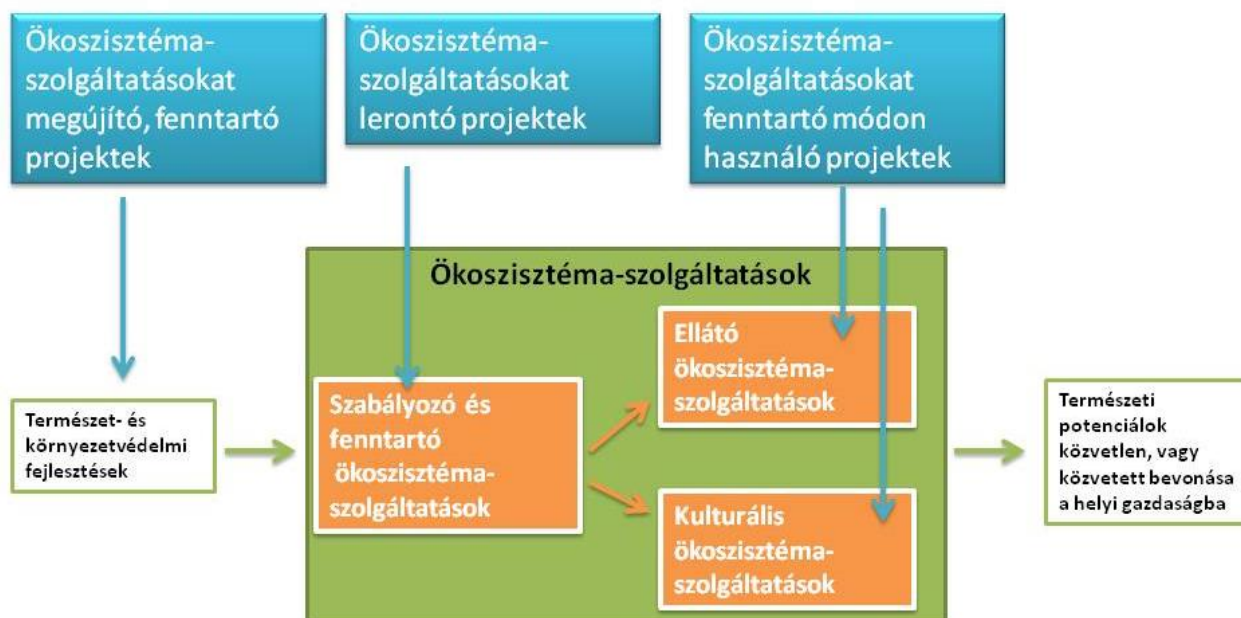 Ökoszisztéma-
szolgáltatásokat
megújító, fenntartó
projektek
Ökoszisztéma-
szolgáltatásokat
lerontó projektek
Ökoszisztéma-
szolgáltatásokat
fenntartó módon
használó projektek
Ökoszisztéma-szolgáltatások
Természet- és
környezetvédelmi
fejlesztések
Szabályozó és
fenntartó
ökoszisztéma-
szolgáltatások
Ellátó
ökoszisztéma-
szolgáltatások
Kulturális
ökoszisztéma-
szolgáltatások
Természeti
potenciálok
közvetlen, vagy
közvetett bevonása
a helyi gazdaságba